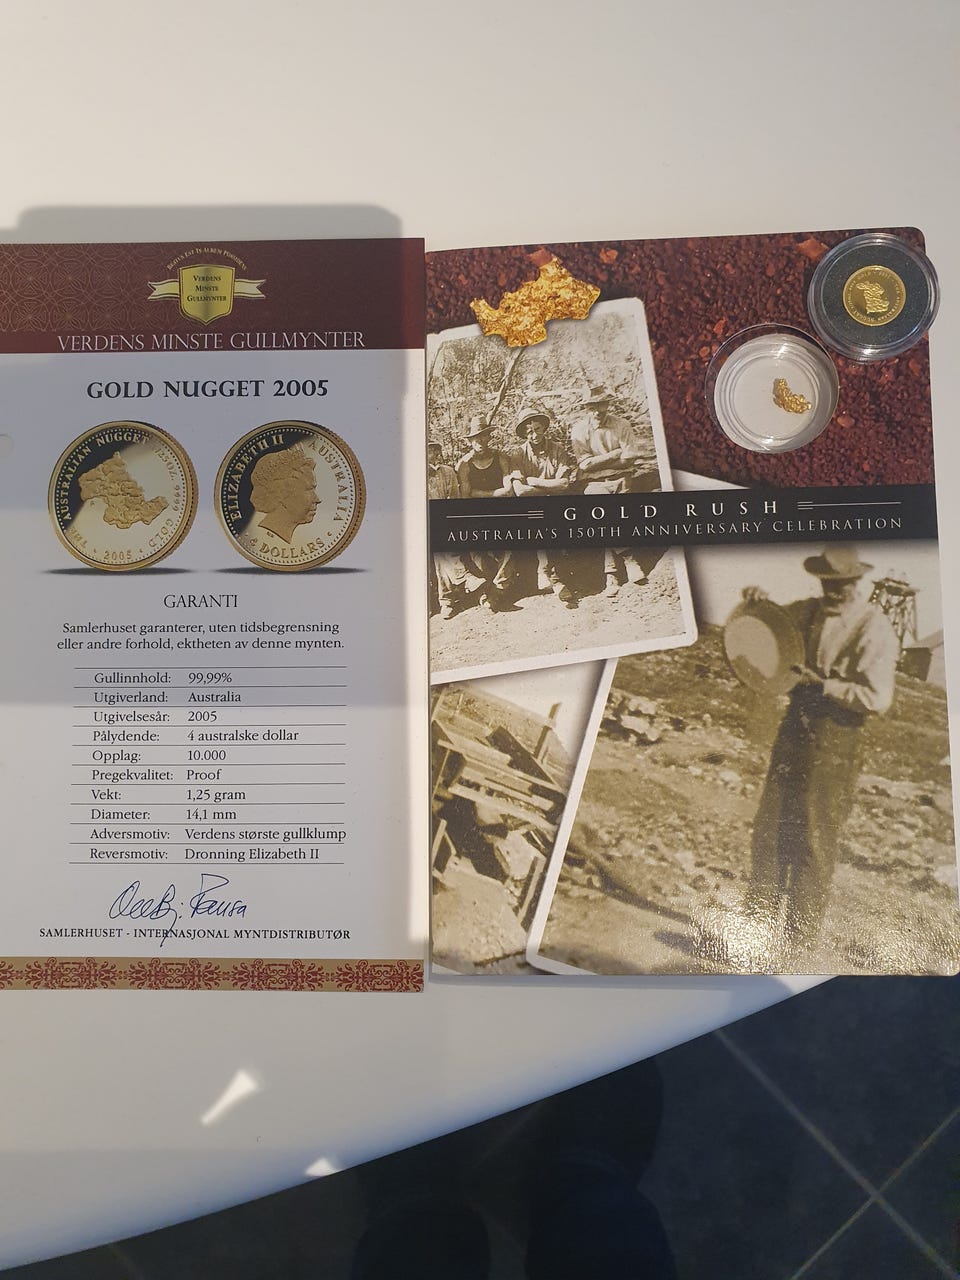 VERDENS
MINSTE
GULLMYNTER
VERDENS MINSTE GULLMYNTER
GOLD NUGGET 2005
AUSTRALIAN NUGGET
2005
ELIZABETH II AUSTRALIA
DOLLARS
GARANTI
Samlerhuset garanterer, uten tidsbegrensning
eller andre forhold, ektheten av denne mynten.
Gullinnhold: 99,99%
Utgiverland: Australia
Utgivelsesår: 2005
Pålydende: 4 australske dollar
Opplag: 10.000
Pregekvalitet: Proof
Vekt: 1,25 gram
Diameter: 14,1 mm
Adversmotiv: Verdens største gullklump
Reversmotiv: Dronning Elizabeth II
SAMLERHUSET - INTERNASJONAL MYNTDISTRIBUTØR
GOLD RUSH
AUSTRALIA'S 150TH ANNIVERSARY CELEBRATION